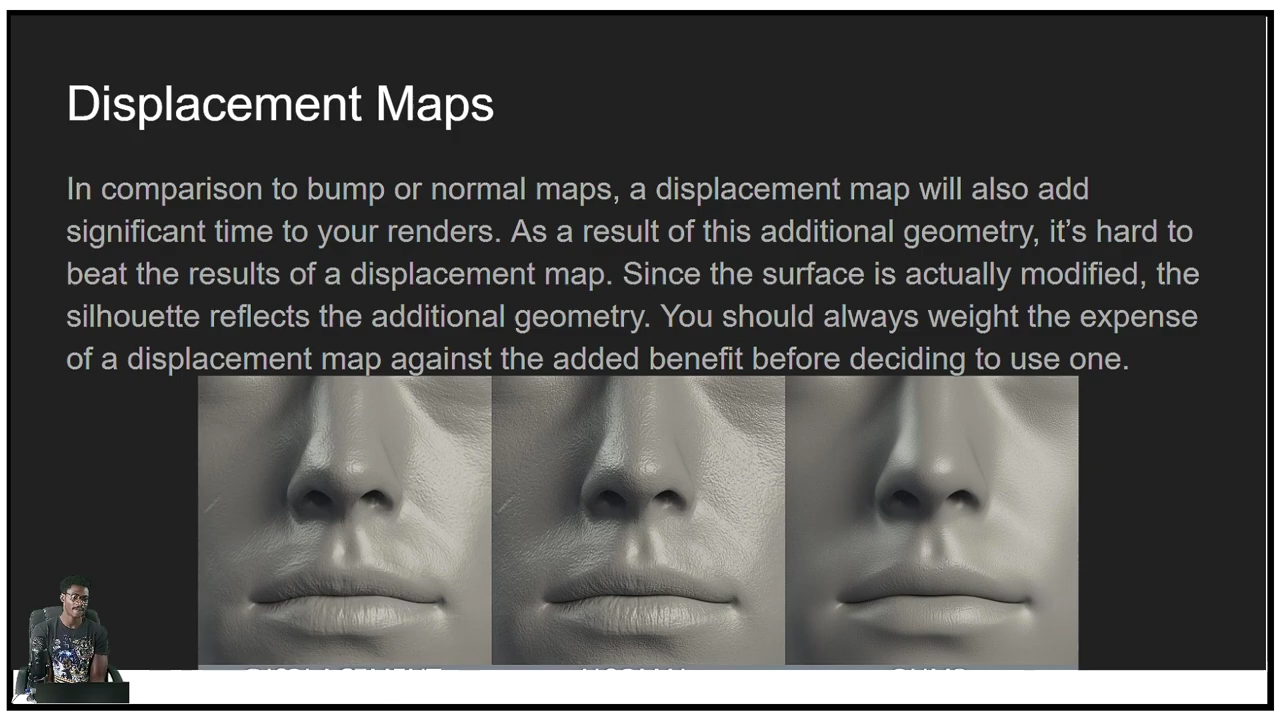 Displacement Maps
In comparison to bump or normal maps, a displacement map will also add
significant time to your renders. As a result of this additional geometry, it’s hard to
beat the results of a displacement map. Since the surface is actually modified, the
silhouette reflects the additional geometry. You should always weight the expense
of a displacement map against the added benefit before deciding to use one.